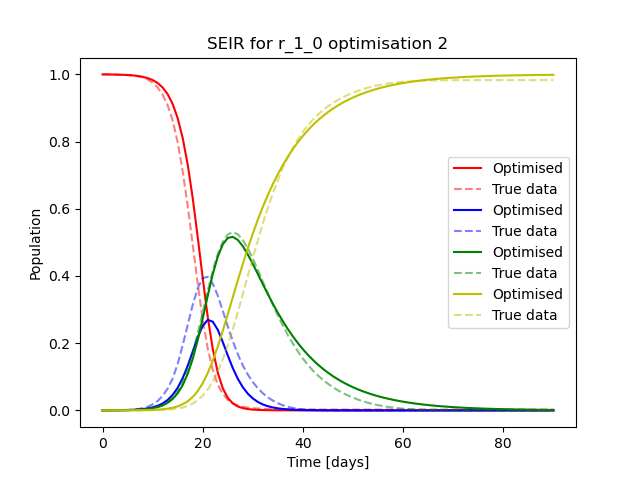 SEIR for r_1_0 optimisation 2
1.0
0.8
0.6
0.4
0.2
0.0
Population
Optimised
True data
Optimised
True data
Optimised
True data
Optimised
True data
0 20 40 60 80
Time [days]